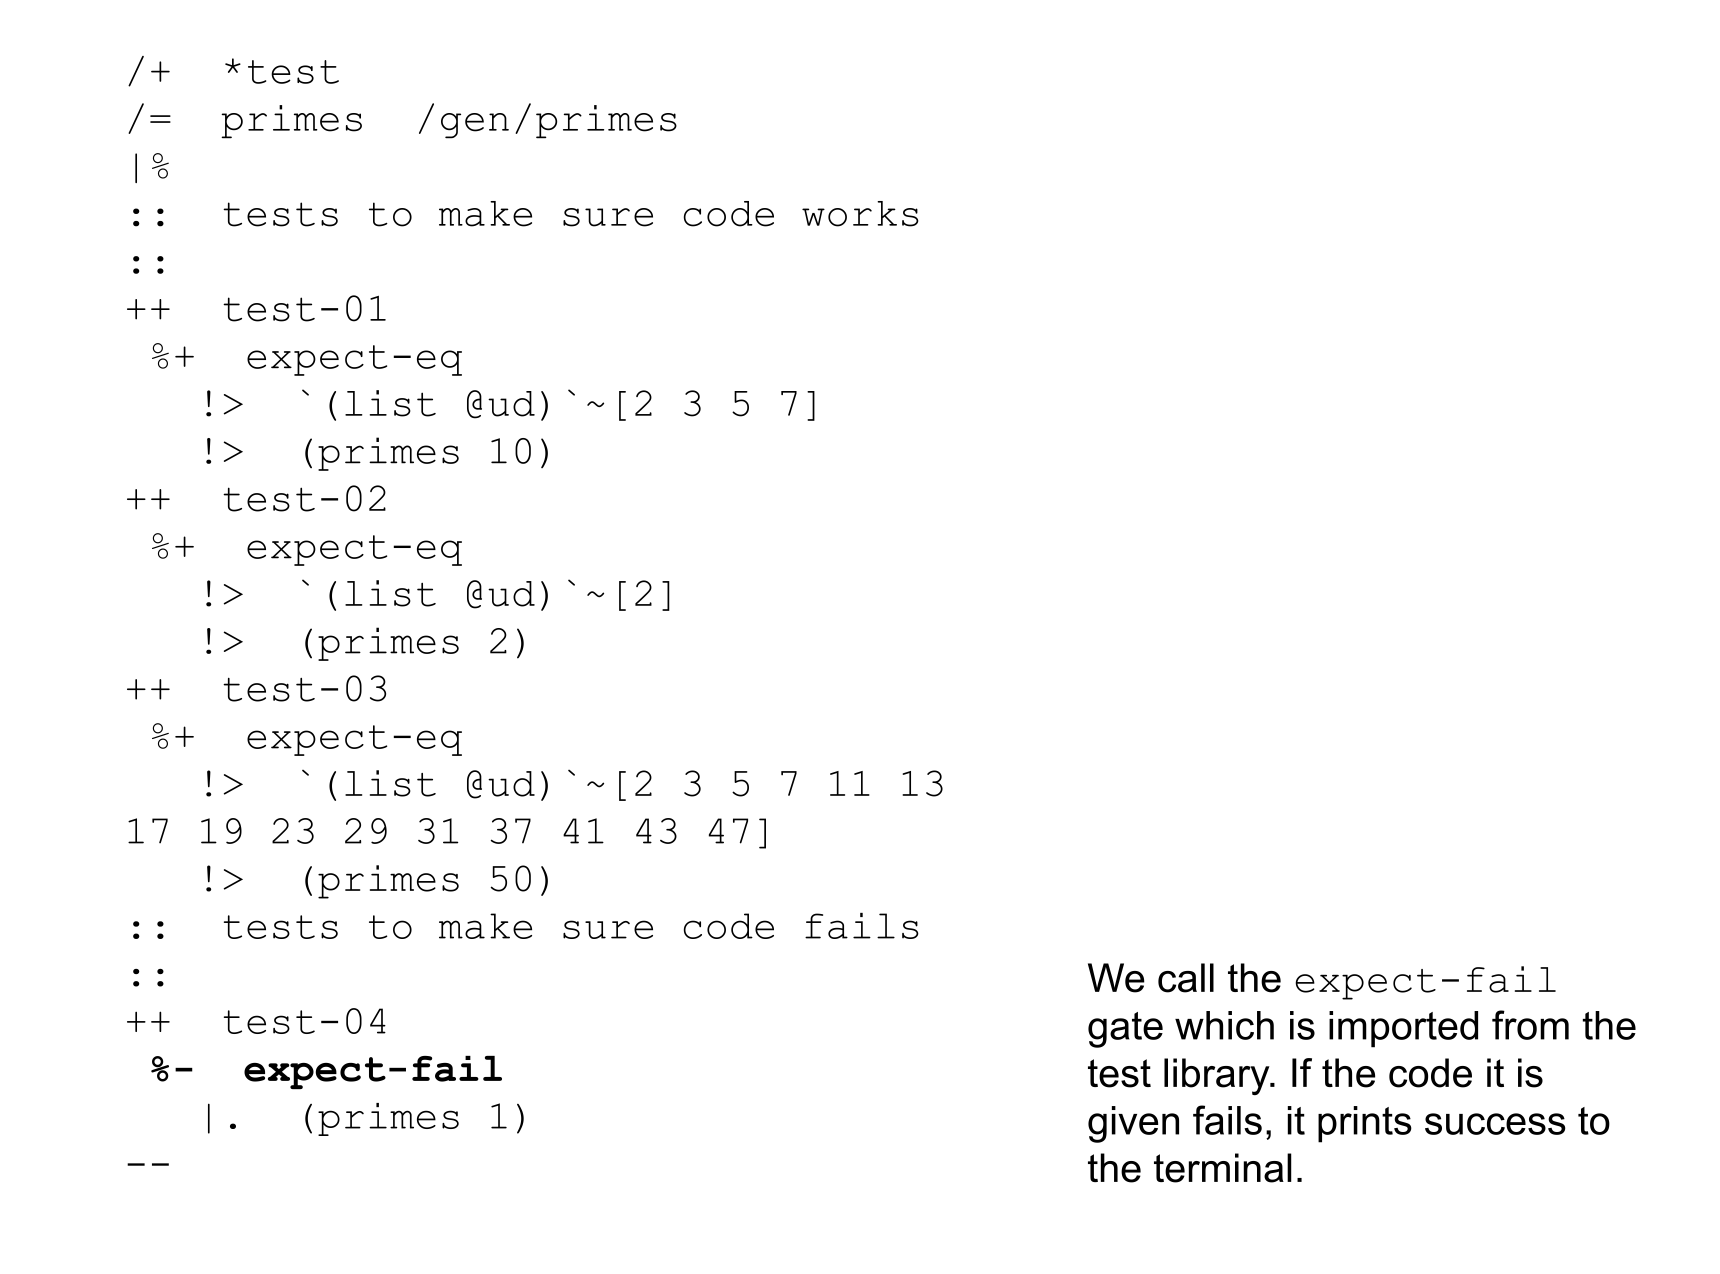 /+  *test
/=  primes  /gen/primes
|%
::  tests to make sure code works
::
++  test-01
 %+  expect-eq
   !>  `(list @ud)`~[2 3 5 7]
   !>  (primes 10)
++  test-02
 %+  expect-eq
   !>  `(list @ud)`~[2]
   !>  (primes 2)
++  test-03
 %+  expect-eq
   !>  `(list @ud)`~[2 3 5 7 11 13
17 19 23 29 31 37 41 43 47]
   !>  (primes 50)
::  tests to make sure code fails
::
++  test-04
 %-  expect-fail
   |.  (primes 1)
--
We call the expect-fail
gate which is imported from the
test library. If the code it is
given fails, it prints success to
the terminal.